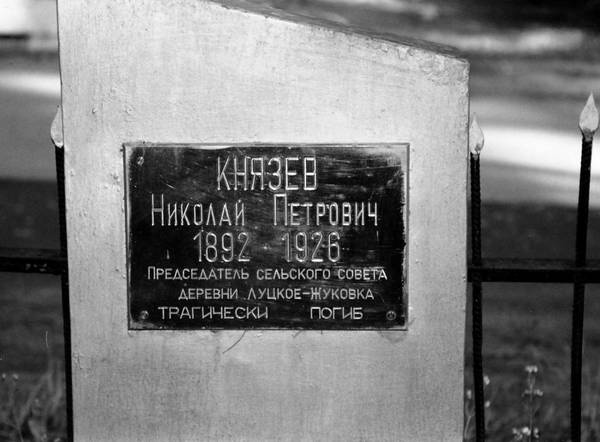 КНЯЗЕВ
Николай Петрович
1892 - 1926
Председатель сельского совета
деревни Луцкое-Жуковка
трагически погиб